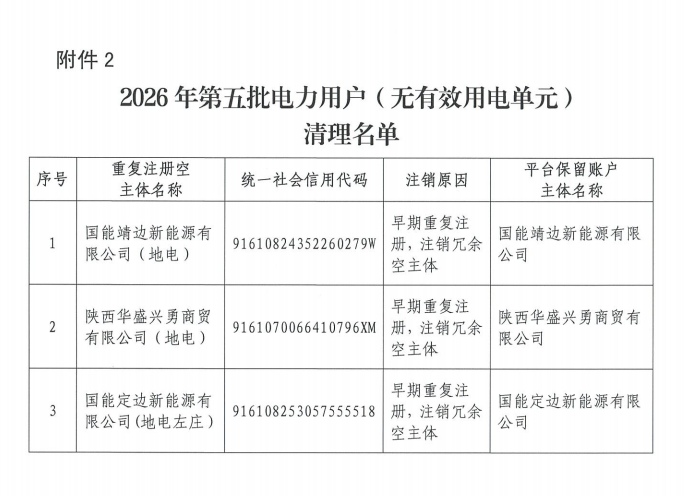 附件 2
2026 年第五批电力用户（无有效用电单元）
清理名单
序号
重复注册空
主体名称
统一社会信用代码
注销原因
平台保留账户
主体名称
1
国能靖边新能源有
限公司（地电）
91610824352260279W
早期重复注
册，注销冗余
空主体
国能靖边新能源有限
公司
2
陕西华盛兴勇商贸
有限公司（地电）
9161070066410796XM
早期重复注
册，注销冗余
空主体
陕西华盛兴勇商贸有
限公司
3
国能定边新能源有
限公司(地电左庄)
916108253057555518
早期重复注
册，注销冗余
空主体
国能定边新能源有限
公司